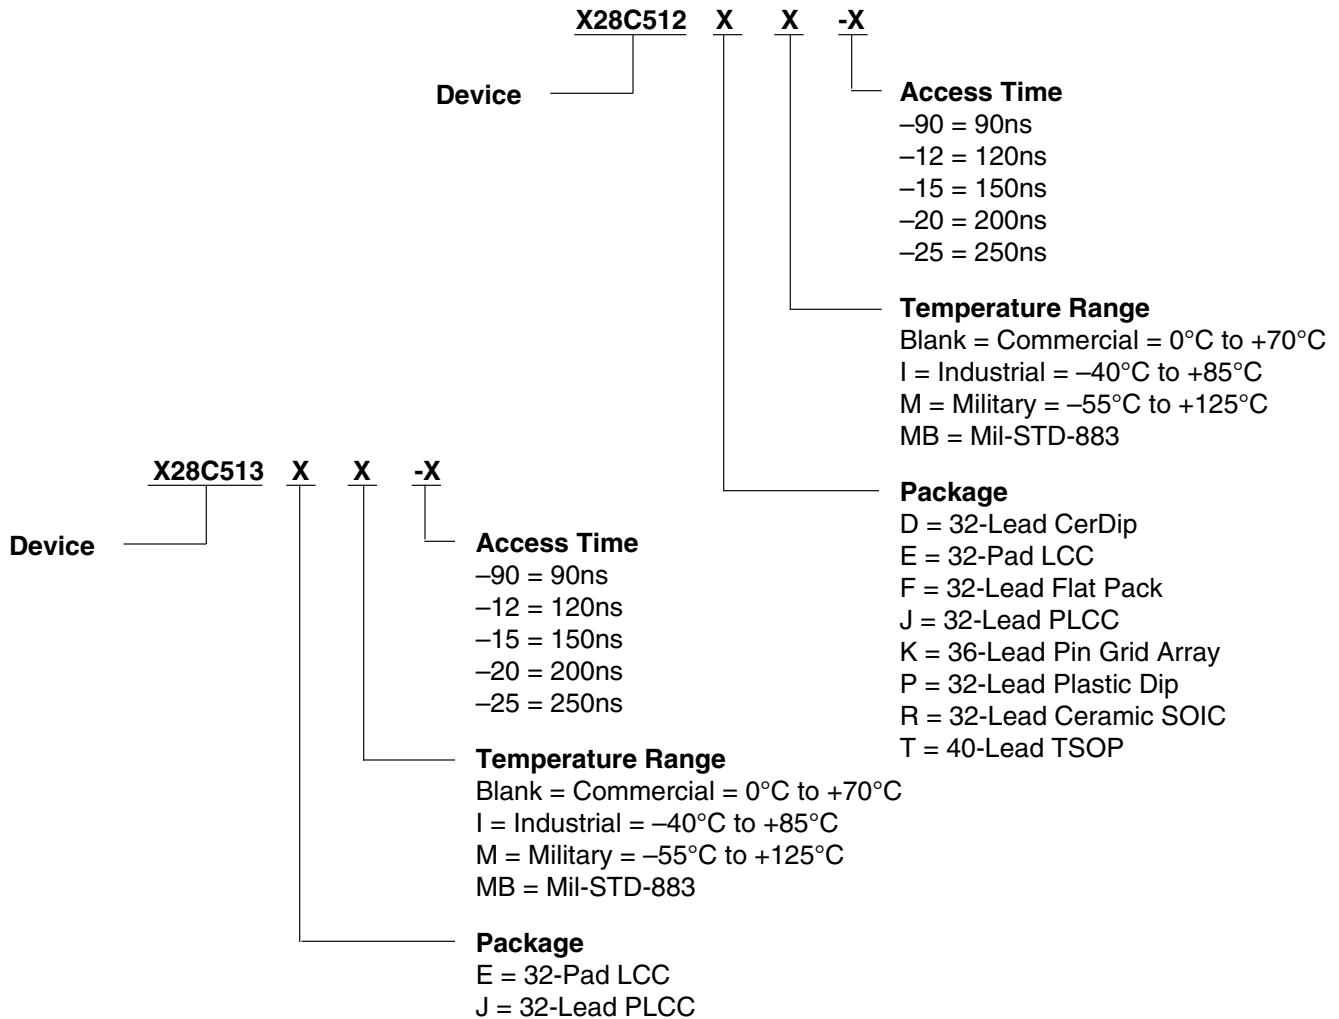 X28C512 X X -X
Device
Access Time
–90 = 90ns
–12 = 120ns
–15 = 150ns
–20 = 200ns
–25 = 250ns
Temperature Range
Blank = Commercial = 0°C to +70°C
I = Industrial = –40°C to +85°C
M = Military = –55°C to +125°C
MB = Mil-STD-883
Package
D = 32-Lead CerDip
E = 32-Pad LCC
F = 32-Lead Flat Pack
J = 32-Lead PLCC
K = 36-Lead Pin Grid Array
P = 32-Lead Plastic Dip
R = 32-Lead Ceramic SOIC
T = 40-Lead TSOP
X28C513 X X -X
Device
Access Time
–90 = 90ns
–12 = 120ns
–15 = 150ns
–20 = 200ns
–25 = 250ns
Temperature Range
Blank = Commercial = 0°C to +70°C
I = Industrial = –40°C to +85°C
M = Military = –55°C to +125°C
MB = Mil-STD-883
Package
E = 32-Pad LCC
J = 32-Lead PLCC